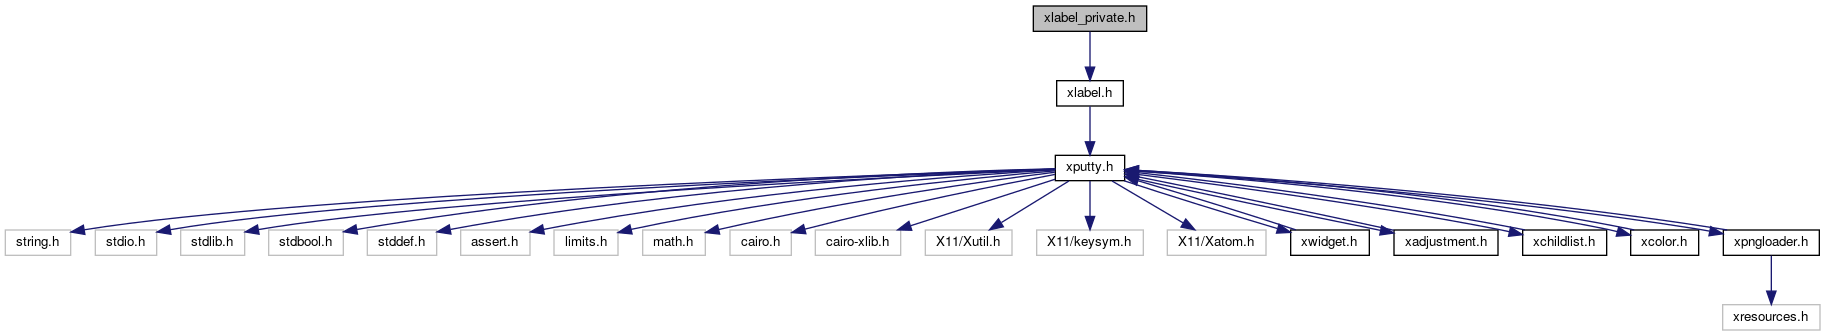 xlabel_private.h
xlabel.h
xputty.h
string.h
stdio.h
stdlib.h
stdbool.h
stddef.h
assert.h
limits.h
math.h
cairo.h
cairo-xlib.h
X11/Xutil.h
X11/keysym.h
X11/Xatom.h
xwidget.h
xadjustment.h
xchildlist.h
xcolor.h
xpngloader.h
xresources.h